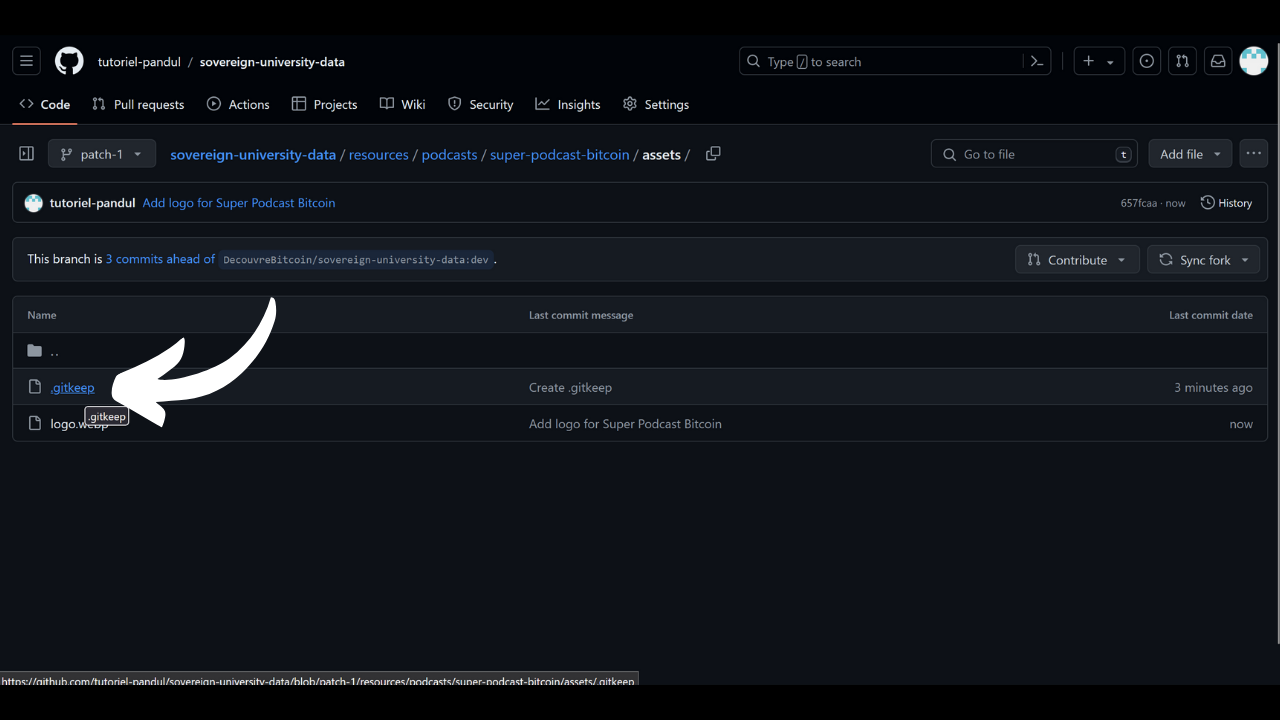 tutoriel-pandul / sovereign-university-data Type / to search
Code Pull requests Actions Projects Wiki Security Insights Settings
patch-1 sovereign-university-data / resources / podcasts / super-podcast-bitcoin / assets / Go to file t Add file
tutoriel-pandul Add logo for Super Podcast Bitcoin 657fcaa · now History
This branch is 3 commits ahead of DecouvreBitcoin/sovereign-university-data:dev . Contribute Sync fork
Name Last commit message Last commit date
..
.gitkeep Create .gitkeep 3 minutes ago
.gitkeep
logo.webp Add logo for Super Podcast Bitcoin now
https://github.com/tutoriel-pandul/sovereign-university-data/blob/patch-1/resources/podcasts/super-podcast-bitcoin/assets/.gitkeep